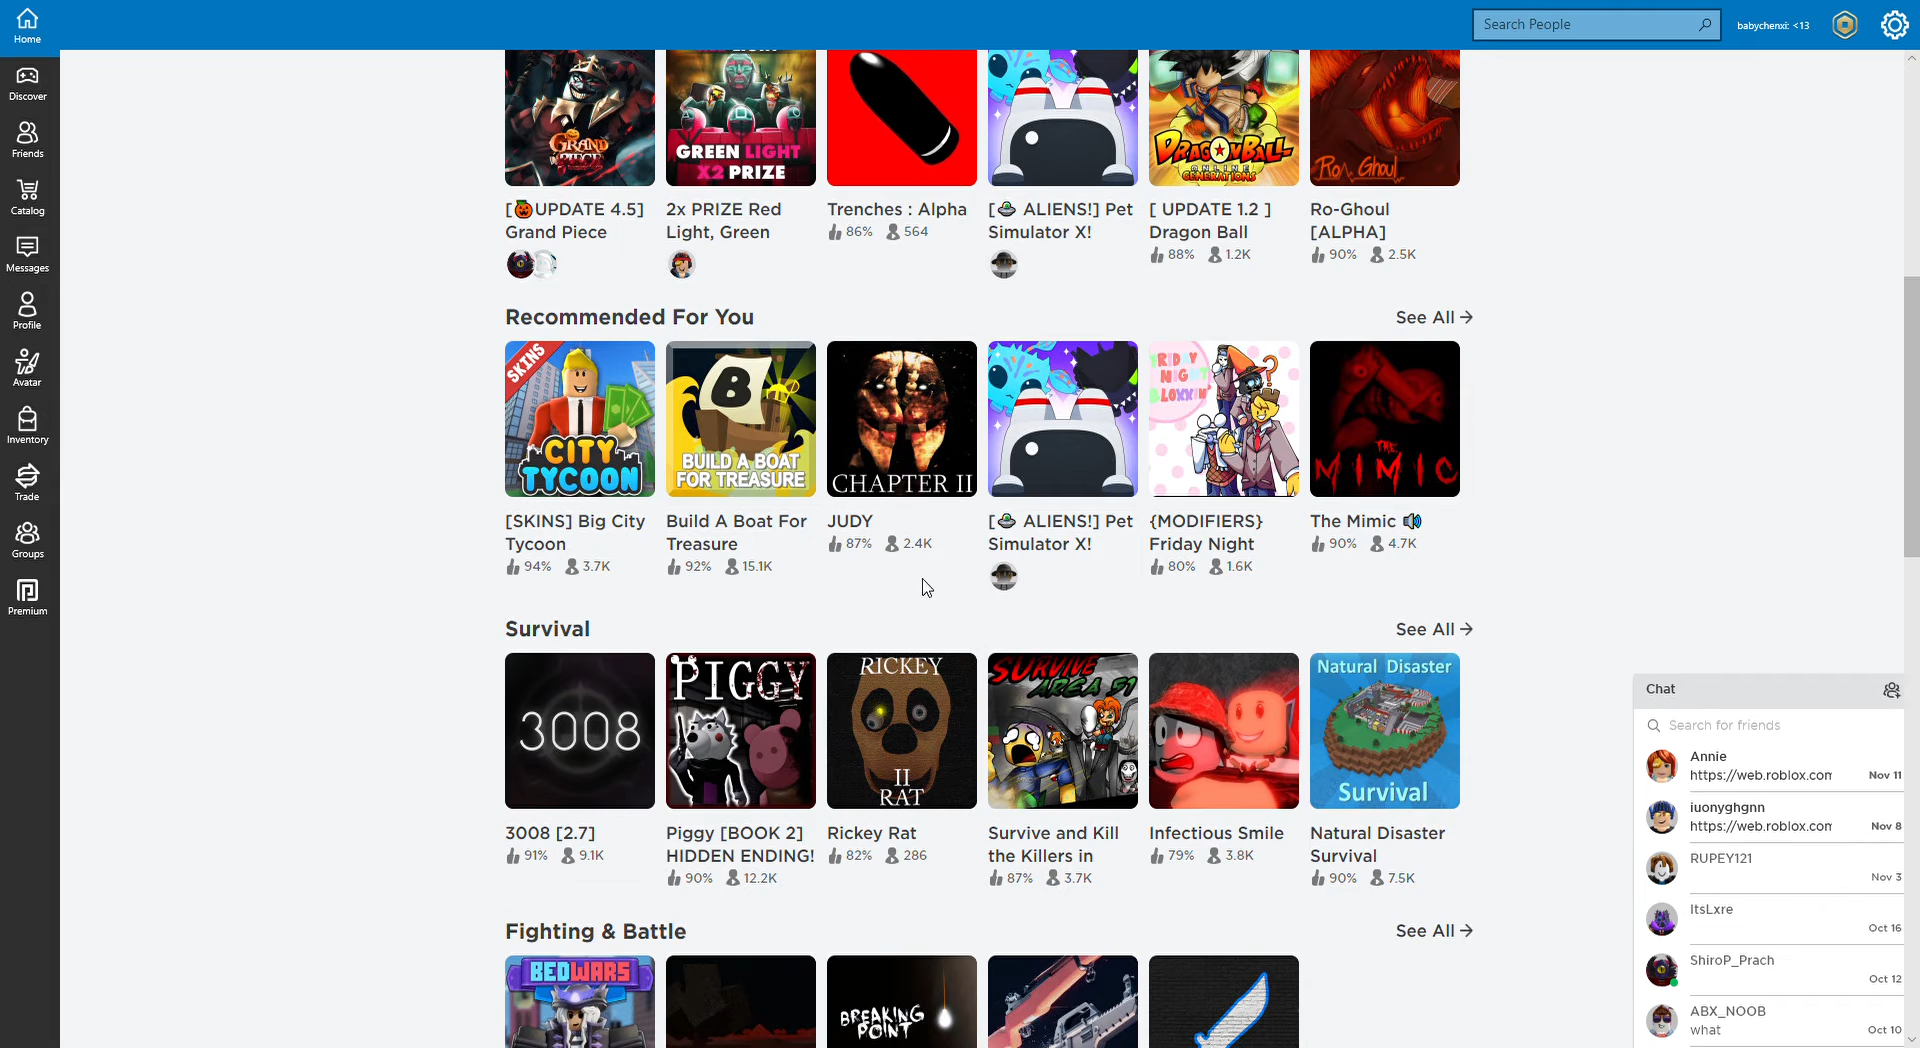 Home
Search People
babychenxi: <13
Discover
Friends
Catalog
Messages
Profile
Avatar
Inventory
Trade
Groups
Premium
GRAND PIECE
GREEN LIGHT
X2 PRIZE
DRAGON BALL
ONLINE
GENERATIONS
Ro Ghoul
[🎃UPDATE 4.5] Grand Piece
2x PRIZE Red Light, Green
Trenches : Alpha
86% 564
[🛸 ALIENS!] Pet Simulator X!
[ UPDATE 1.2 ] Dragon Ball
88% 1.2K
Ro-Ghoul [ALPHA]
90% 2.5K
Recommended For You
See All →
SKINS
CITY
TYCOON
B
BUILD A BOAT
FOR TREASURE
CHAPTER II
FRIDAY
NIGHT
BLOXXIN'
THE
MIMIC
[SKINS] Big City Tycoon
94% 3.7K
Build A Boat For Treasure
92% 15.1K
JUDY
87% 2.4K
[🛸 ALIENS!] Pet Simulator X!
{MODIFIERS} Friday Night
80% 1.6K
The Mimic 🔊
90% 4.7K
Survival
See All →
3008
PIGGY
RICKEY
II
RAT
SURVIVE
AREA 51
Natural Disaster
Survival
3008 [2.7]
91% 9.1K
Piggy [BOOK 2] HIDDEN ENDING!
90% 12.2K
Rickey Rat
82% 286
Survive and Kill the Killers in
87% 3.7K
Infectious Smile
79% 3.8K
Natural Disaster Survival
90% 7.5K
Fighting & Battle
See All →
BEDWARS
BREAKING
POINT
Chat
Search for friends
Annie
https://web.roblox.com Nov 11
iuonyghgnn
https://web.roblox.com Nov 8
RUPEY121
Nov 3
ItsLxre
Oct 16
ShiroP_Prach
Oct 12
ABX_NOOB
what Oct 10